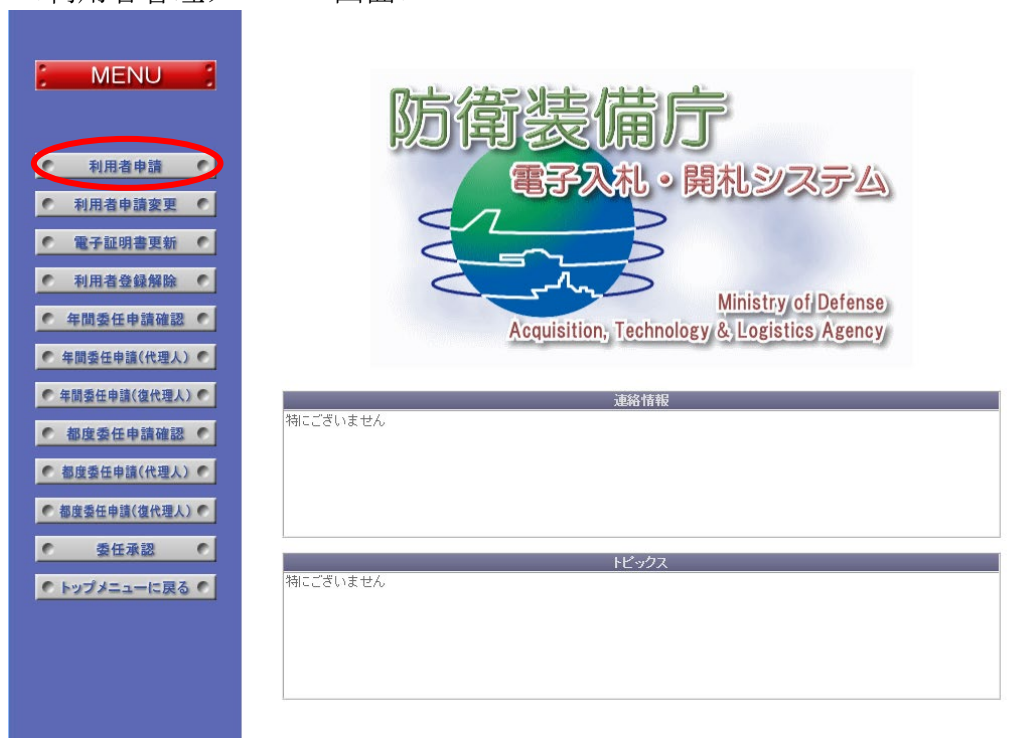 MENU
利用者申請
利用者申請変更
電子証明書更新
利用者登録解除
年間委任申請確認
年間委任申請(代理人)
年間委任申請(復代理人)
都度委任申請確認
都度委任申請(代理人)
都度委任申請(復代理人)
委任承認
トップメニューに戻る
防衛装備庁
電子入札・開札システム
Ministry of Defense
Acquisition, Technology & Logistics Agency
連絡情報
特にございません
トピックス
特にございません